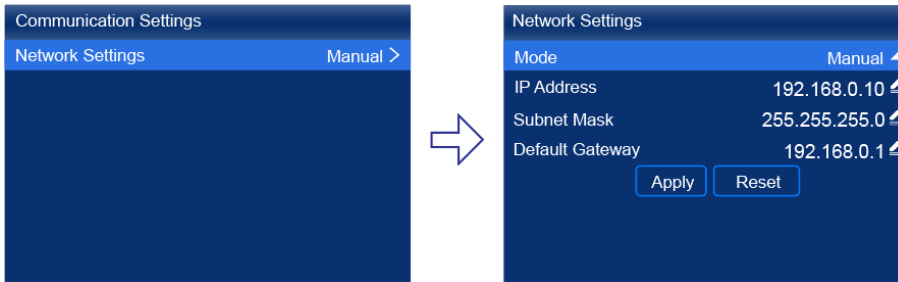 Communication Settings
Network Settings Manual >
Network Settings
Mode Manual
IP Address 192.168.0.10
Subnet Mask 255.255.255.0
Default Gateway 192.168.0.1
Apply Reset